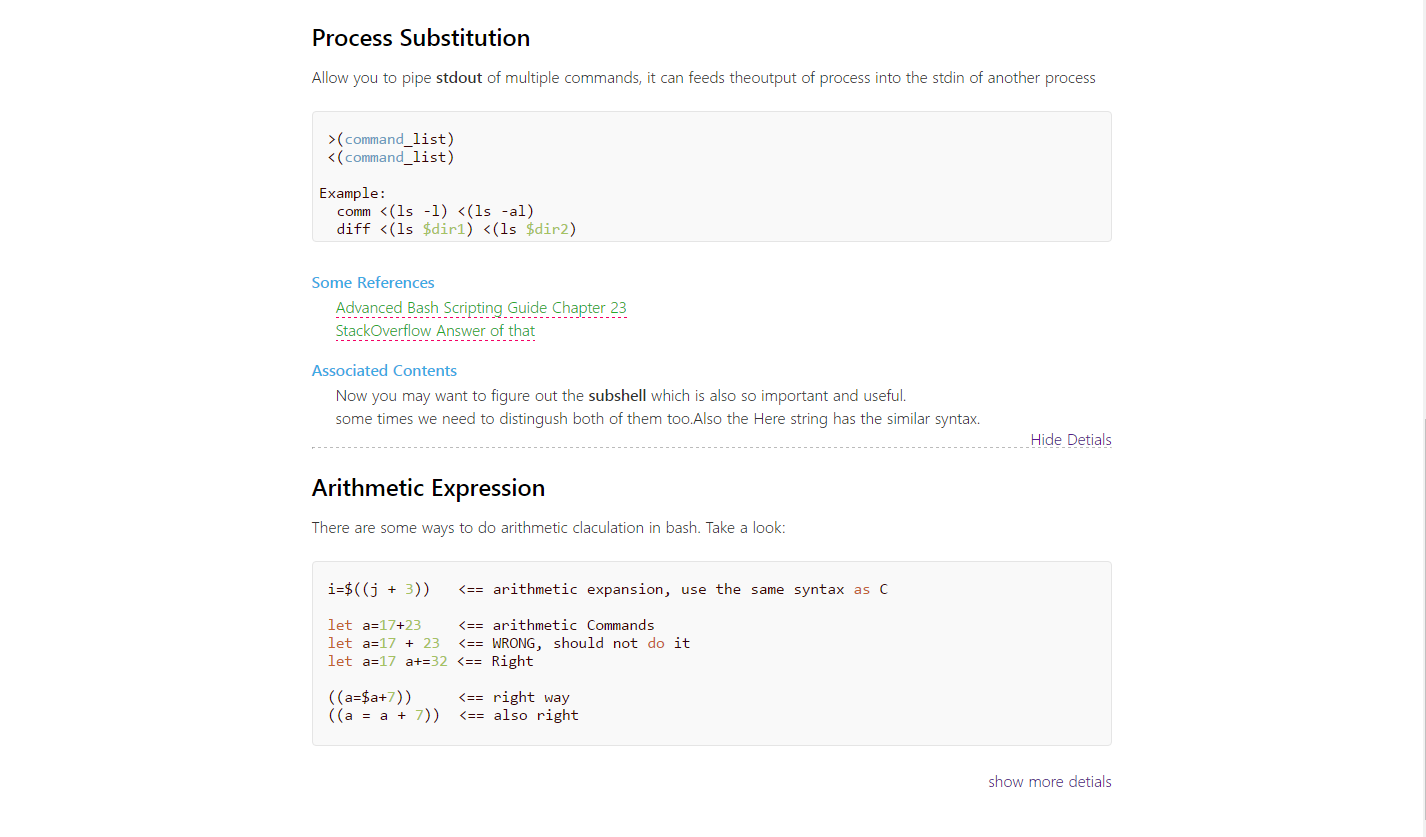 Process Substitution
Allow you to pipe stdout of multiple commands, it can feeds theoutput of process into the stdin of another process
>(command_list)
<(command_list)
Example:
comm <(ls -l) <(ls -al)
diff <(ls $dir1) <(ls $dir2)
Some References
Advanced Bash Scripting Guide Chapter 23
StackOverflow Answer of that
Associated Contents
Now you may want to figure out the subshell which is also so important and useful.
some times we need to distingush both of them too.Also the Here string has the similar syntax.
Hide Detials
Arithmetic Expression
There are some ways to do arithmetic claculation in bash. Take a look:
i=$((j + 3))   <== arithmetic expansion, use the same syntax as C
let a=17+23    <== arithmetic Commands
let a=17 + 23  <== WRONG, should not do it
let a=17 a+=32 <== Right
((a=$a+7))     <== right way
((a = a + 7))  <== also right
show more detials